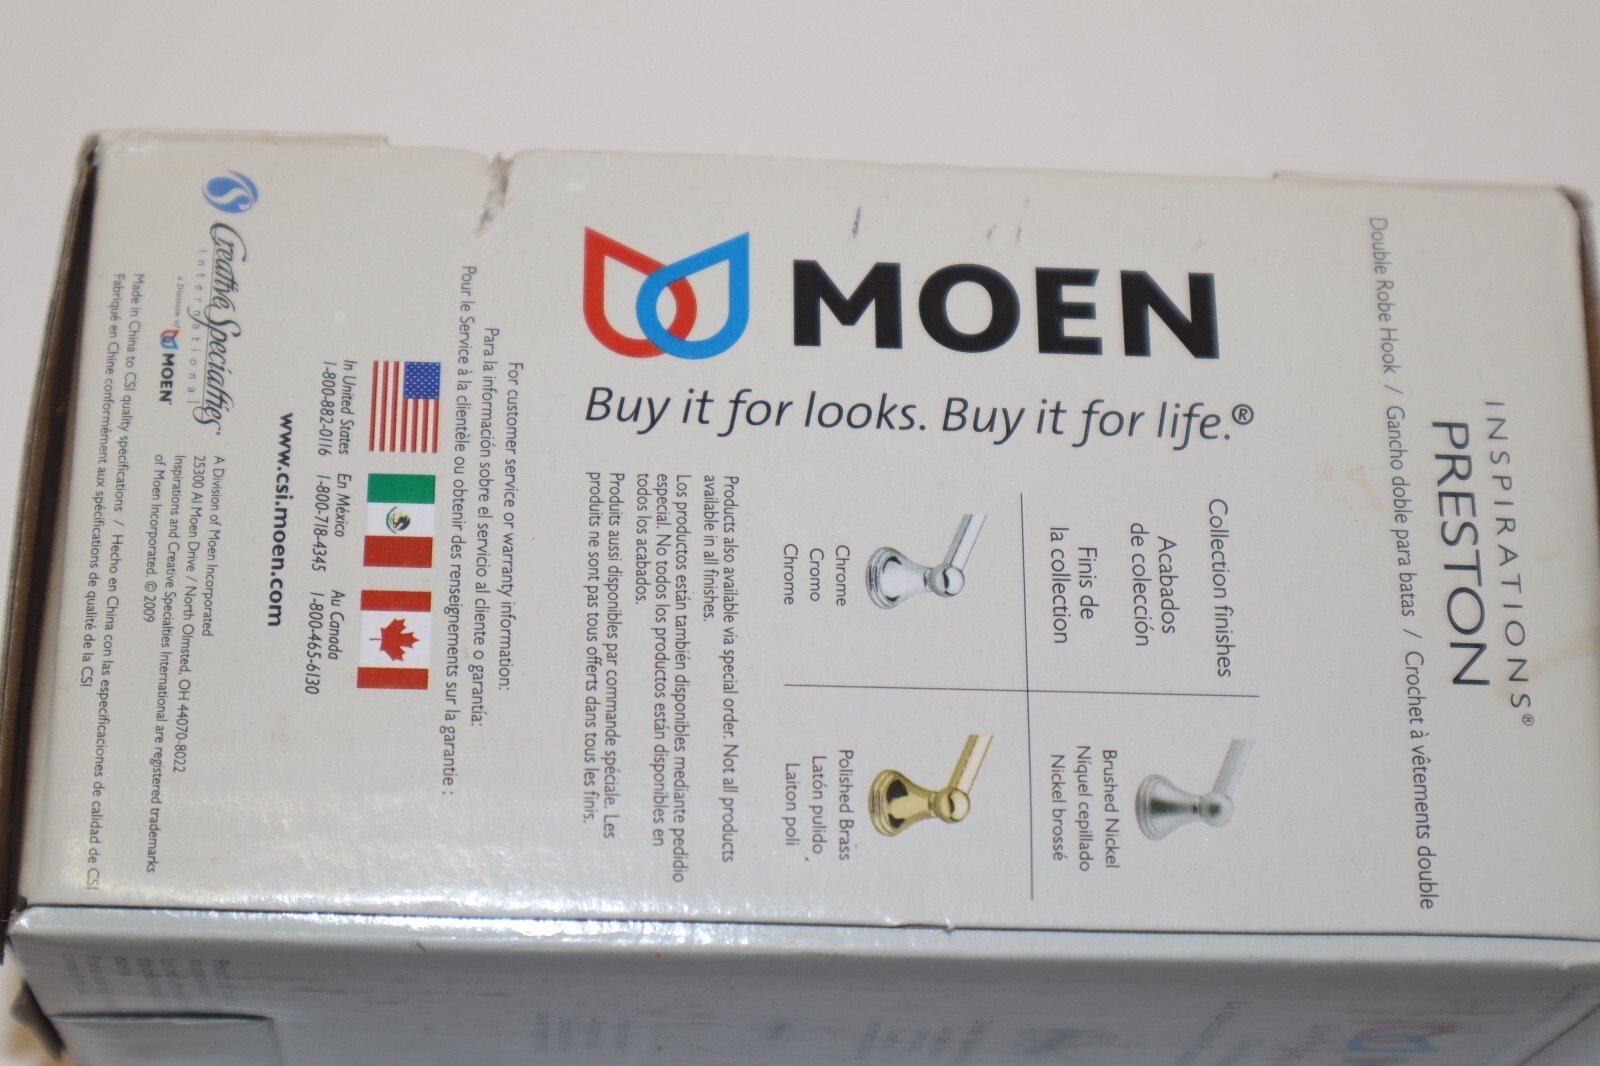 INSPIRATIONS®
PRESTON
Double Robe Hook / Gancho doble para batas / Crochet à vêtements double
MOEN
Buy it for looks. Buy it for life.®
Collection finishes
Acabados
de colección
Finis de
la collection
Brushed Nickel
Níquel cepillado
Nickel brossé
Chrome
Cromo
Chrome
Polished Brass
Latón pulido
Laiton poli
Products also available via special order. Not all products
available in all finishes.
Los productos están también disponibles mediante pedidio
especial. No todos los productos están disponibles en
todos los acabados.
Produits aussi disponibles par commande spéciale. Les
produits ne sont pas tous offerts dans tous les finis.
For customer service or warranty information:
Para la información sobre el servicio al cliente o garantía:
Pour le Service à la clientèle ou obtenir des renseignements sur la garantie :
In United States
1-800-882-0116
En México
1-800-718-4345
Au Canada
1-800-465-6130
www.csi.moen.com
Creative Specialties
International
a Division of MOEN
A Division of Moen Incorporated
25300 Al Moen Drive / North Olmsted, OH 44070-8022
Inspirations and Creative Specialties International are registered trademarks
of Moen Incorporated. © 2009
Made in China to CSI quality specifications / Hecho en China con las especificaciones de calidad de CSI
Fabriqué en Chine conformément aux spécifications de qualité de la CSI